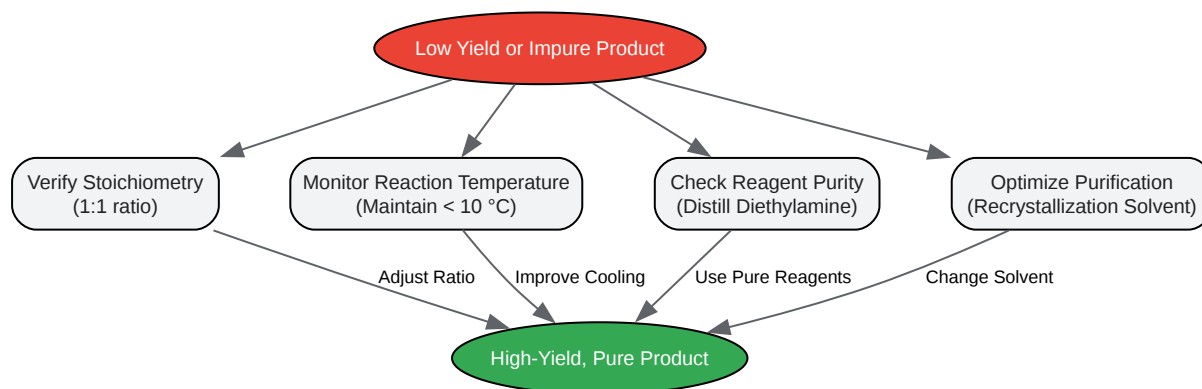 Low Yield or Impure Product
Verify Stoichiometry
(1:1 ratio)
Monitor Reaction Temperature
(Maintain < 10 °C)
Check Reagent Purity
(Distill Diethylamine)
Optimize Purification
(Recrystallization Solvent)
Adjust Ratio
Improve Cooling
Use Pure Reagents
Change Solvent
High-Yield, Pure Product